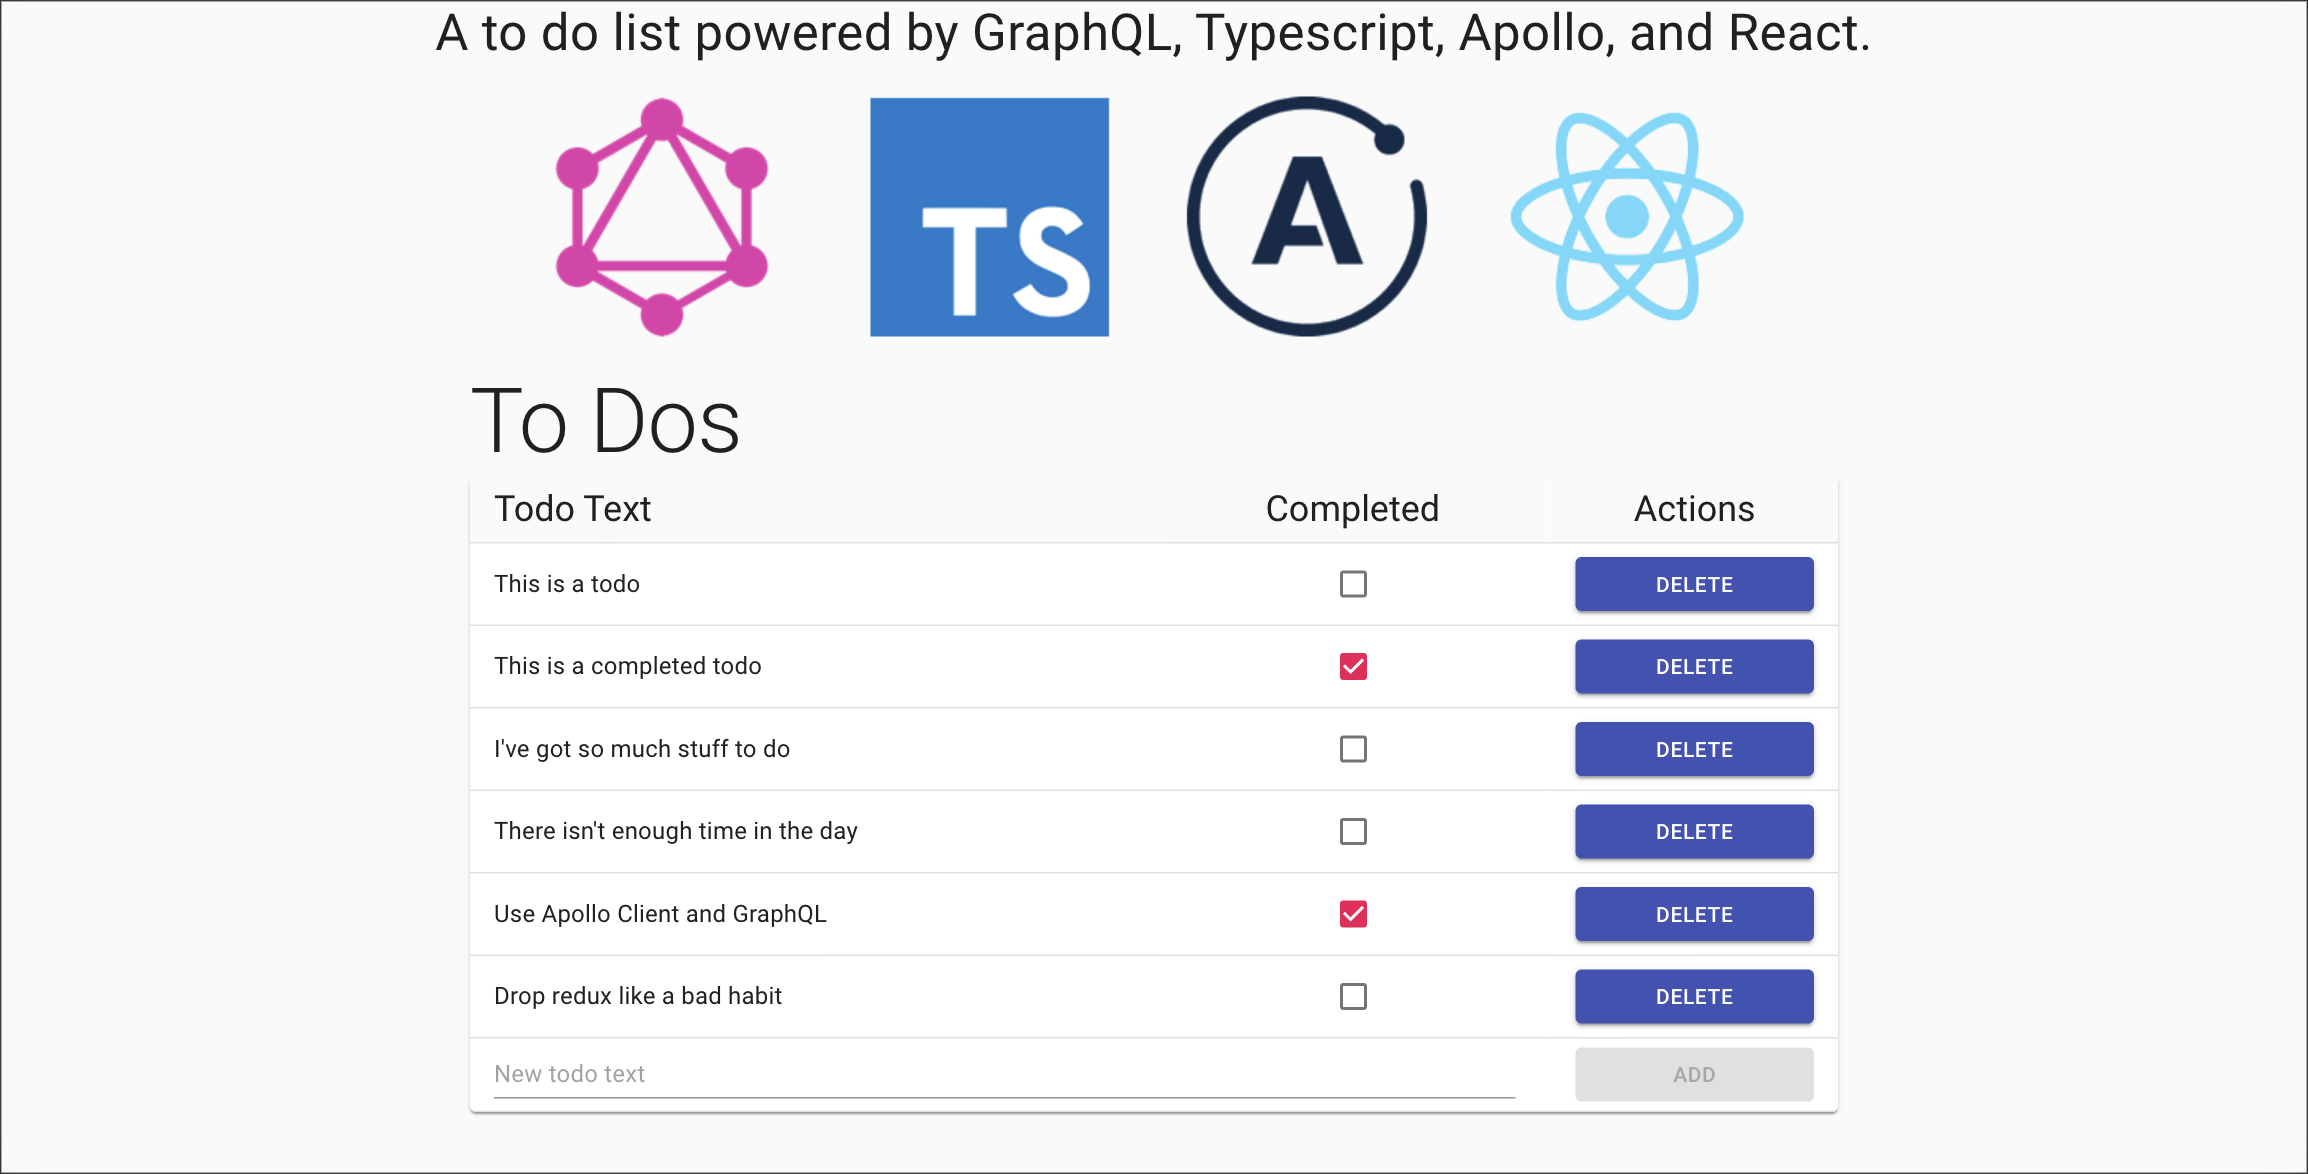 A to do list powered by GraphQL, Typescript, Apollo, and React.
TS
A
To Dos
Todo Text Completed Actions
This is a todo DELETE
This is a completed todo DELETE
I've got so much stuff to do DELETE
There isn't enough time in the day DELETE
Use Apollo Client and GraphQL DELETE
Drop redux like a bad habit DELETE
New todo text ADD